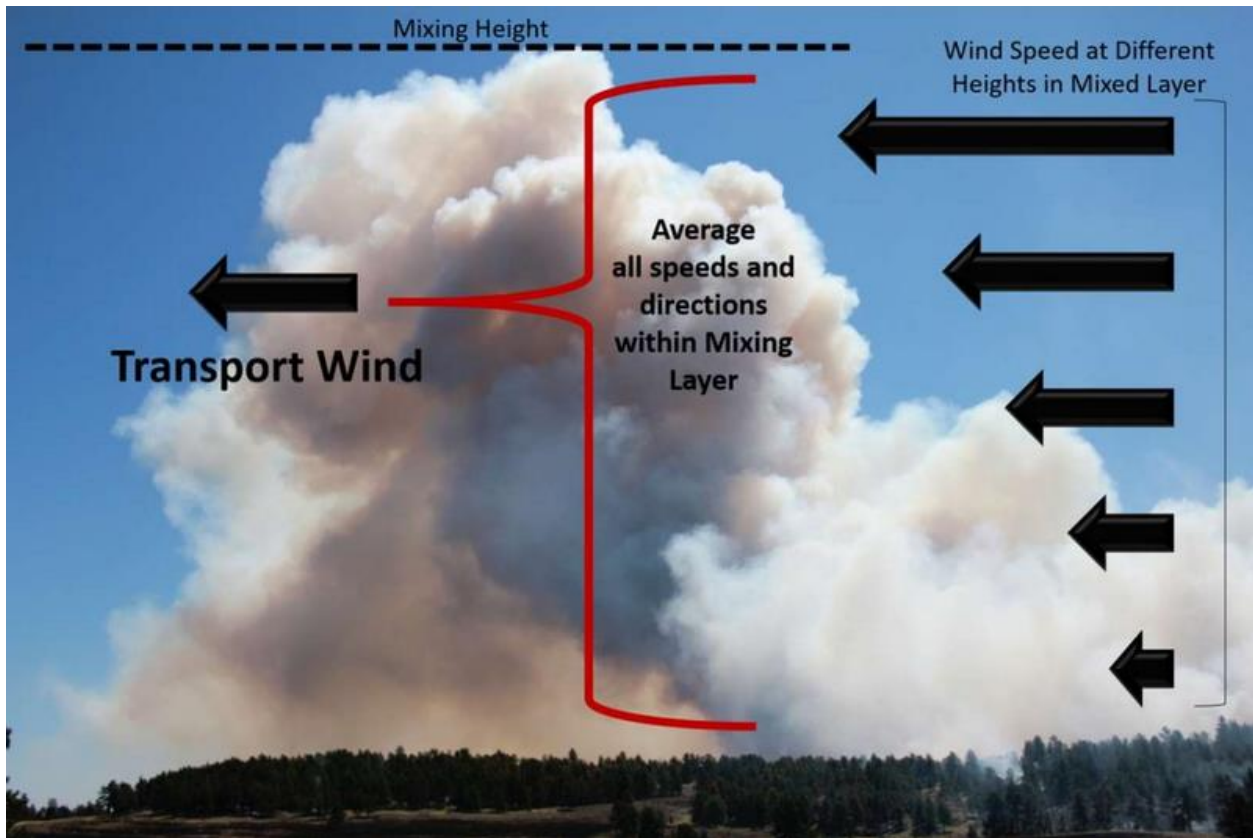 Mixing Height
Wind Speed at Different
Heights in Mixed Layer
Average
all speeds and
directions
within Mixing
Layer
Transport Wind